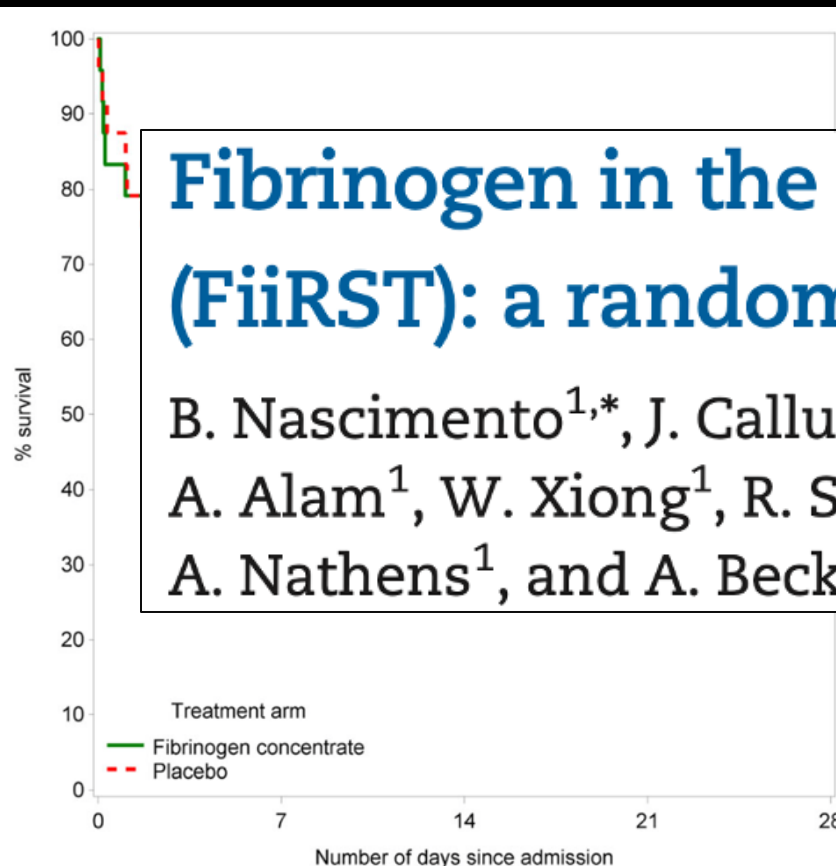 100
90
Fibrinogen in the
80
70
(FiiRST): a random
60
% survival
50
B. Nascimento1,*, J. Callu
40
A. Alam1, W. Xiong1, R. S
30
A. Nathens1, and A. Beck
20
Treatment arm
10
Fibrinogen concentrate
Placebo
0
0 7 14 21 28
Number of days since admission